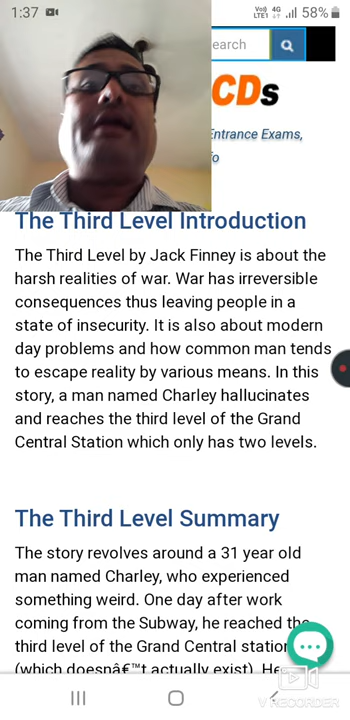 1:37
Vo))
LTE1
4G
58%
earch
CDs
Entrance Exams,
fo
The Third Level Introduction
The Third Level by Jack Finney is about the
harsh realities of war. War has irreversible
consequences thus leaving people in a
state of insecurity. It is also about modern
day problems and how common man tends
to escape reality by various means. In this
story, a man named Charley hallucinates
and reaches the third level of the Grand
Central Station which only has two levels.
The Third Level Summary
The story revolves around a 31 year old
man named Charley, who experienced
something weird. One day after work
coming from the Subway, he reached the
third level of the Grand Central station
(which doesnâ€™t actually exist). He
V RECORDER